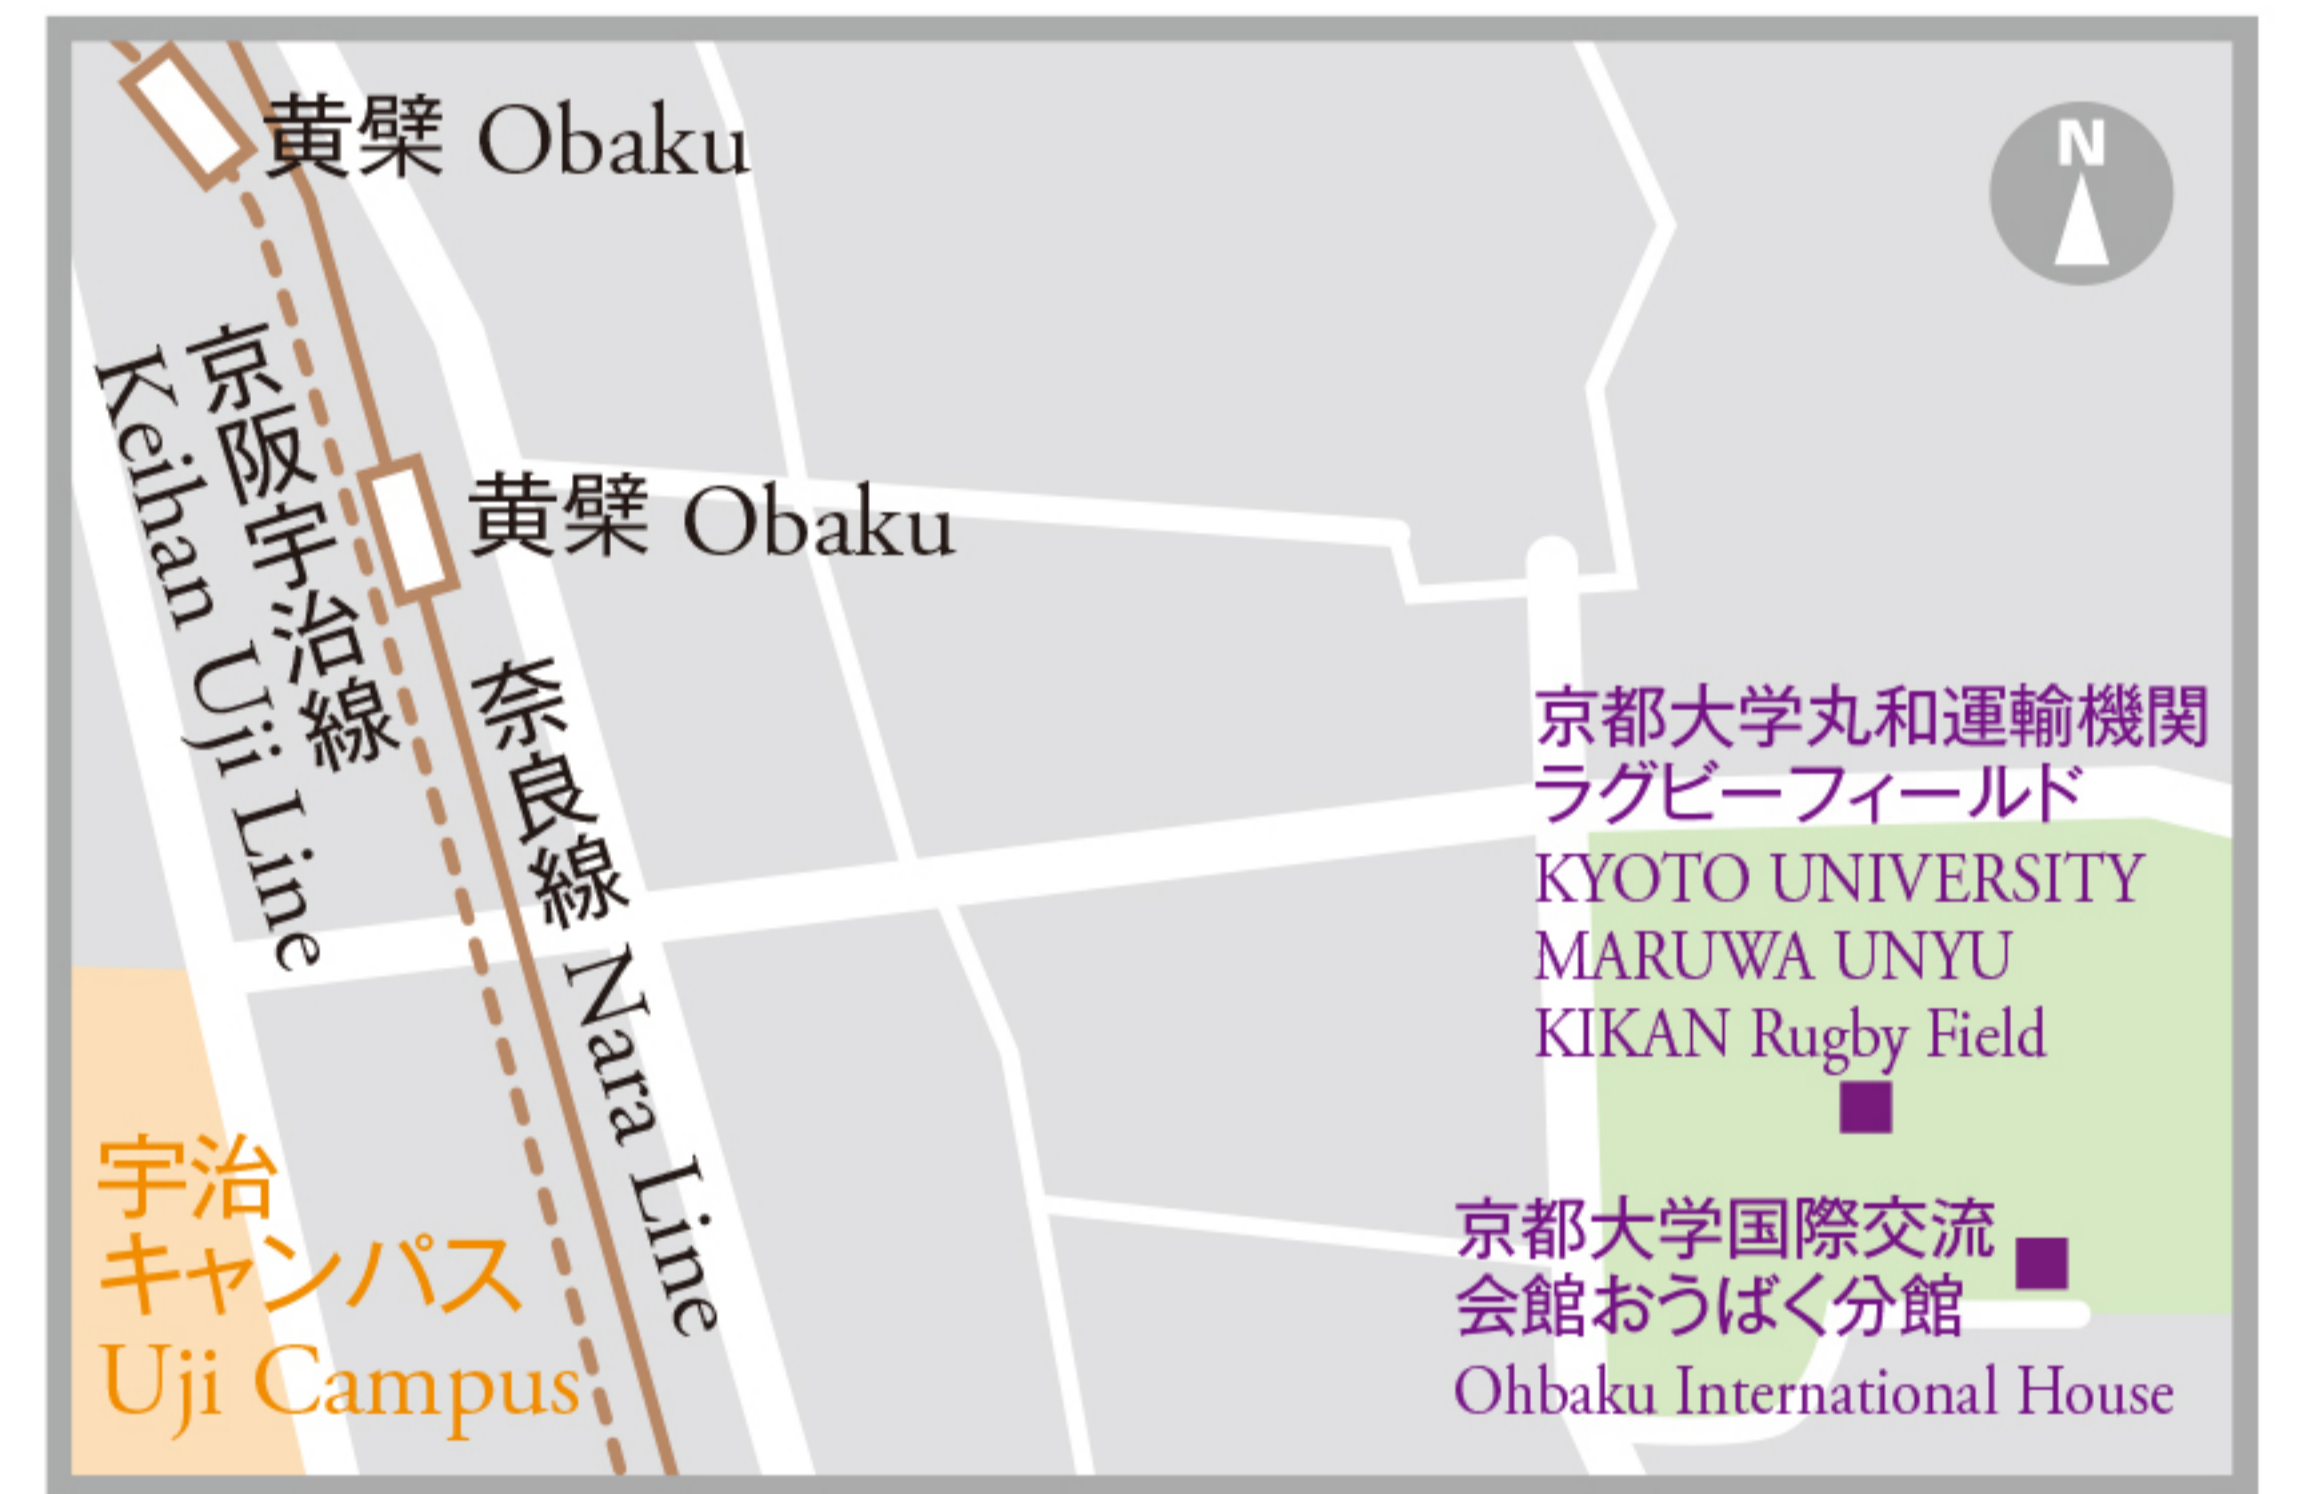 黄檗 Obaku
N
京阪宇治線
Keihan Uji Line
黄檗 Obaku
奈良線 Nara Line
京都大学丸和運輸機関
ラグビーフィールド
KYOTO UNIVERSITY
MARUWA UNYU
KIKAN Rugby Field
宇治
キャンパス
Uji Campus
京都大学国際交流
会館おうばく分館
Ohbaku International House